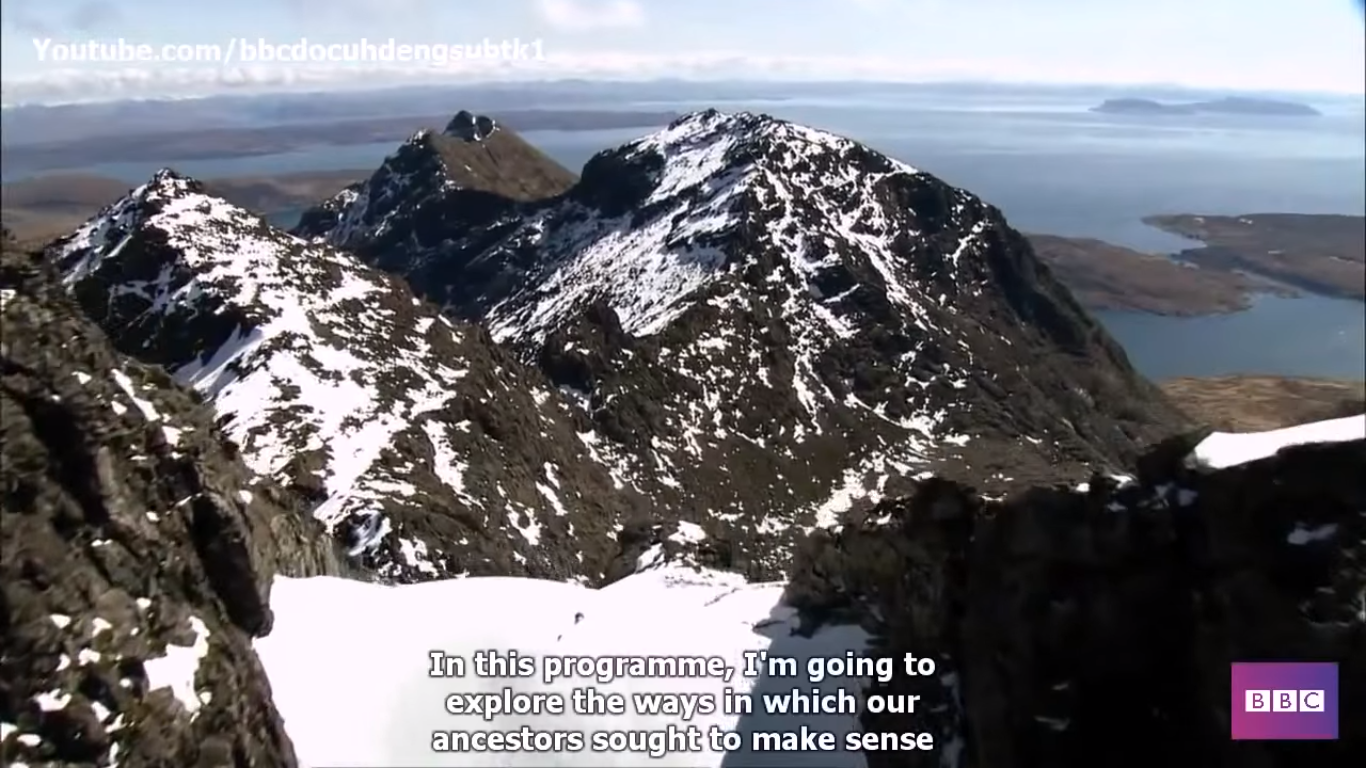 Youtube.com/bbcdocuhdengsubtk1
In this programme, I'm going to
explore the ways in which our
ancestors sought to make sense
BBC